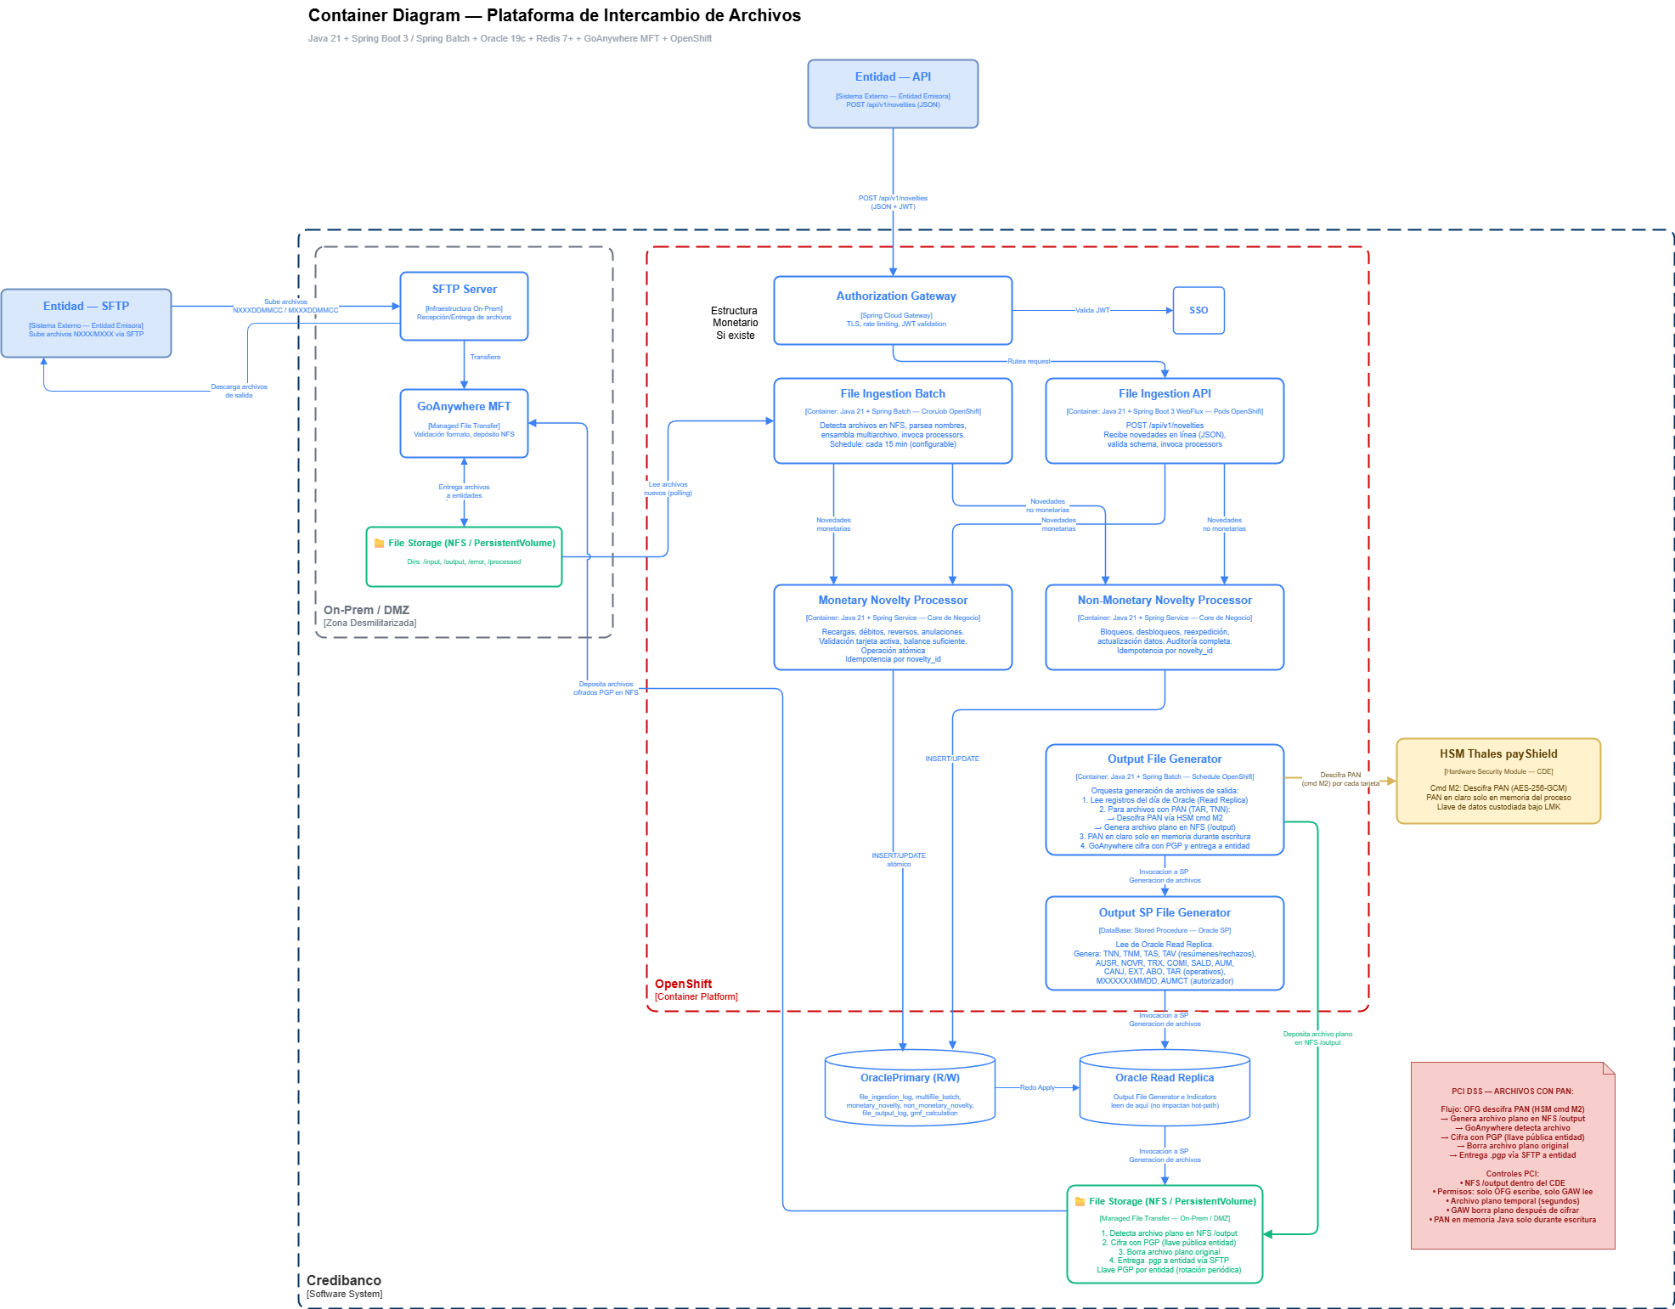 Container Diagram — Plataforma de Intercambio de Archivos
Java 21 + Spring Boot 3 / Spring Batch + Oracle 19c + Redis 7+ + GoAnywhere MFT + OpenShift
Entidad — API
[Sistema Externo — Entidad Emisora]
POST /api/v1/novelties (JSON)
POST /api/v1/novelties
(JSON + JWT)
Entidad — SFTP
[Sistema Externo — Entidad Emisora]
Sube archivos NXXX/MXXX vía SFTP
Sube archivos
NXXXDDMMCC / MXXXDDMMCC
Descarga archivos
de salida
SFTP Server
[Infraestructura On-Prem]
Recepción/Entrega de archivos
Transfiere
GoAnywhere MFT
[Managed File Transfer]
Validación formato, depósito NFS
Entrega archivos
a entidades
File Storage (NFS / PersistentVolume)
Dirs: /input, /output, /error, /processed
On-Prem / DMZ
[Zona Desmilitarizada]
Lee archivos
nuevos (polling)
Deposita archivos
cifrados PGP en NFS
Estructura
Monetario
Si existe
Authorization Gateway
[Spring Cloud Gateway]
TLS, rate limiting, JWT validation
Valida JWT
SSO
Rutea request
File Ingestion Batch
[Container: Java 21 + Spring Batch — CronJob OpenShift]
Detecta archivos en NFS, parsea nombres,
ensambla multiarchivo, invoca processors.
Schedule: cada 15 min (configurable)
File Ingestion API
[Container: Java 21 + Spring Boot 3 WebFlux — Pods OpenShift]
POST /api/v1/novelties
Recibe novedades en línea (JSON),
valida schema, invoca processors
Novedades
monetarias
Novedades
no monetarias
Novedades
monetarias
Novedades
no monetarias
Monetary Novelty Processor
[Container: Java 21 + Spring Service — Core de Negocio]
Recargas, débitos, reversos, anulaciones.
Validación tarjeta activa, balance suficiente.
Operación atómica
Idempotencia por novelty_id
Non-Monetary Novelty Processor
[Container: Java 21 + Spring Service — Core de Negocio]
Bloqueos, desbloqueos, reexpedición,
actualización datos. Auditoría completa.
Idempotencia por novelty_id
INSERT/UPDATE
INSERT/UPDATE
atómico
Output File Generator
[Container: Java 21 + Spring Batch — Schedule OpenShift]
Orquesta generación de archivos de salida:
1. Lee registros del día de Oracle (Read Replica)
2. Para archivos con PAN (TAR, TNN):
→ Descifra PAN vía HSM cmd M2
→ Genera archivo plano en NFS (/output)
3. PAN en claro solo en memoria durante escritura
4. GoAnywhere cifra con PGP y entrega a entidad
Descifra PAN
(cmd M2) por cada tarjeta
HSM Thales payShield
[Hardware Security Module — CDE]
Cmd M2: Descifra PAN (AES-256-GCM)
PAN en claro solo en memoria del proceso
Llave de datos custodiada bajo LMK
Invocacion a SP
Generacion de archivos
Output SP File Generator
[DataBase: Stored Procedure — Oracle SP]
Lee de Oracle Read Replica.
Genera: TNN, TNM, TAS, TAV (resúmenes/rechazos),
AUSR, NOVR, TRX, COMI, SALD, AUM,
CANJ, EXT, ABO, TAR (operativos),
MXXXXXXMMDD, AUMCT (autorizador)
OpenShift
[Container Platform]
Invocacion a SP
Generacion de archivos
Deposita archivo plano
en NFS /output
OraclePrimary (R/W)
file_ingestion_log, multifile_batch,
monetary_novelty, non_monetary_novelty,
file_output_log, gmf_calculation
Redo Apply
Oracle Read Replica
Output File Generator e Indicators
leen de aquí (no impactan hot-path)
Invocacion a SP
Generacion de archivos
File Storage (NFS / PersistentVolume)
[Managed File Transfer — On-Prem / DMZ]
1. Detecta archivo plano en NFS /output
2. Cifra con PGP (llave pública entidad)
3. Borra archivo plano original
4. Entrega .pgp a entidad vía SFTP
Llave PGP por entidad (rotación periódica)
PCI DSS — ARCHIVOS CON PAN:
Flujo: OFG descifra PAN (HSM cmd M2)
→ Genera archivo plano en NFS /output
→ GoAnywhere detecta archivo
→ Cifra con PGP (llave pública entidad)
→ Borra archivo plano original
→ Entrega .pgp vía SFTP a entidad
Controles PCI:
• NFS /output dentro del CDE
• Permisos: solo OFG escribe, solo GAW lee
• Archivo plano temporal (segundos)
• GAW borra plano después de cifrar
• PAN en memoria Java solo durante escritura
Credibanco
[Software System]